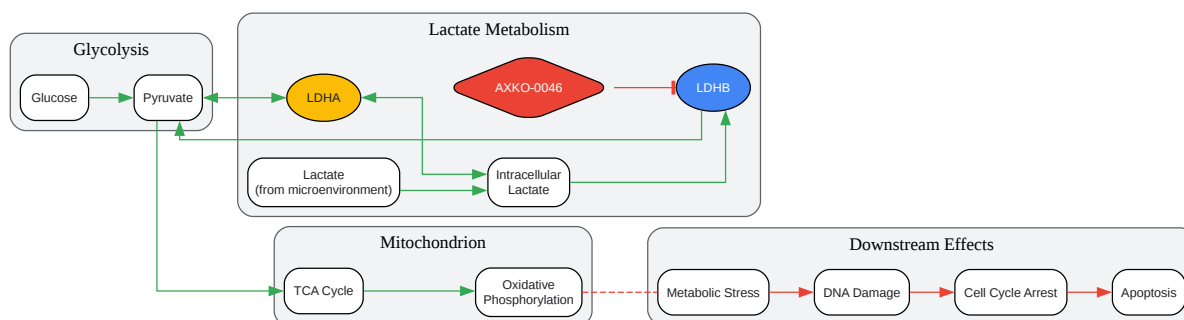 Glycolysis
Glucose
Pyruvate
Lactate Metabolism
LDHA
AXKO-0046
LDHB
Lactate
(from microenvironment)
Intracellular
Lactate
Mitochondrion
TCA Cycle
Oxidative
Phosphorylation
Downstream Effects
Metabolic Stress
DNA Damage
Cell Cycle Arrest
Apoptosis